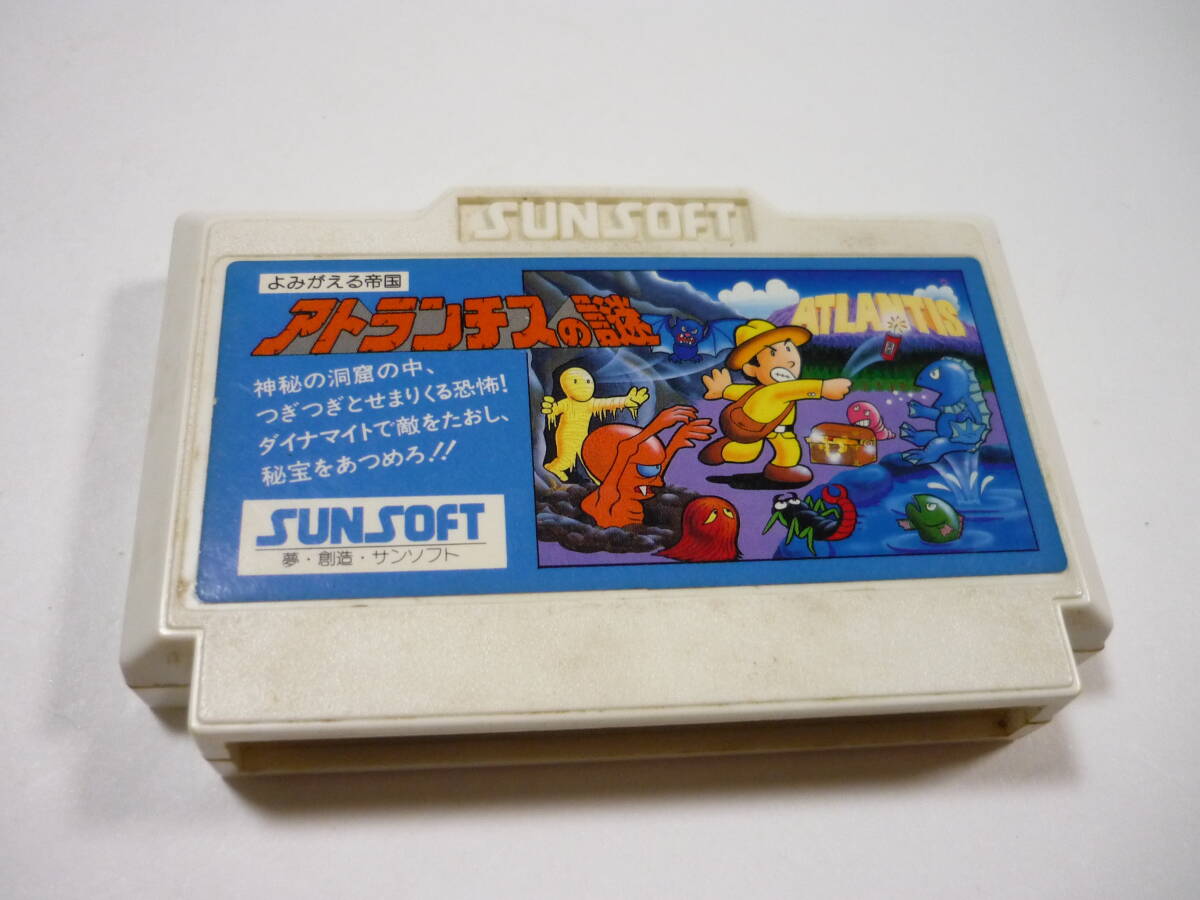 SUNSOFT
よみがえる帝国
アトランチスの謎
神秘の洞窟の中、
つぎつぎとせまりくる恐怖!
ダイナマイトで敵をたおし、
秘宝をあつめろ!!
SUNSOFT
夢・創造・サンソフト
ATLANTIS